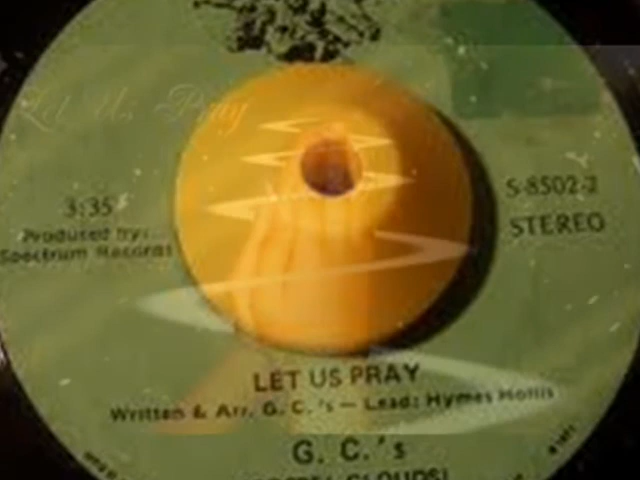 Let Us Pray
3:35
Produced by:
Spectrum Records
S-8502-2
STEREO
LET US PRAY
Written & Arr. G. C.'s — Lead: Hymes Hollis
G. C.'s
CLOUDS)